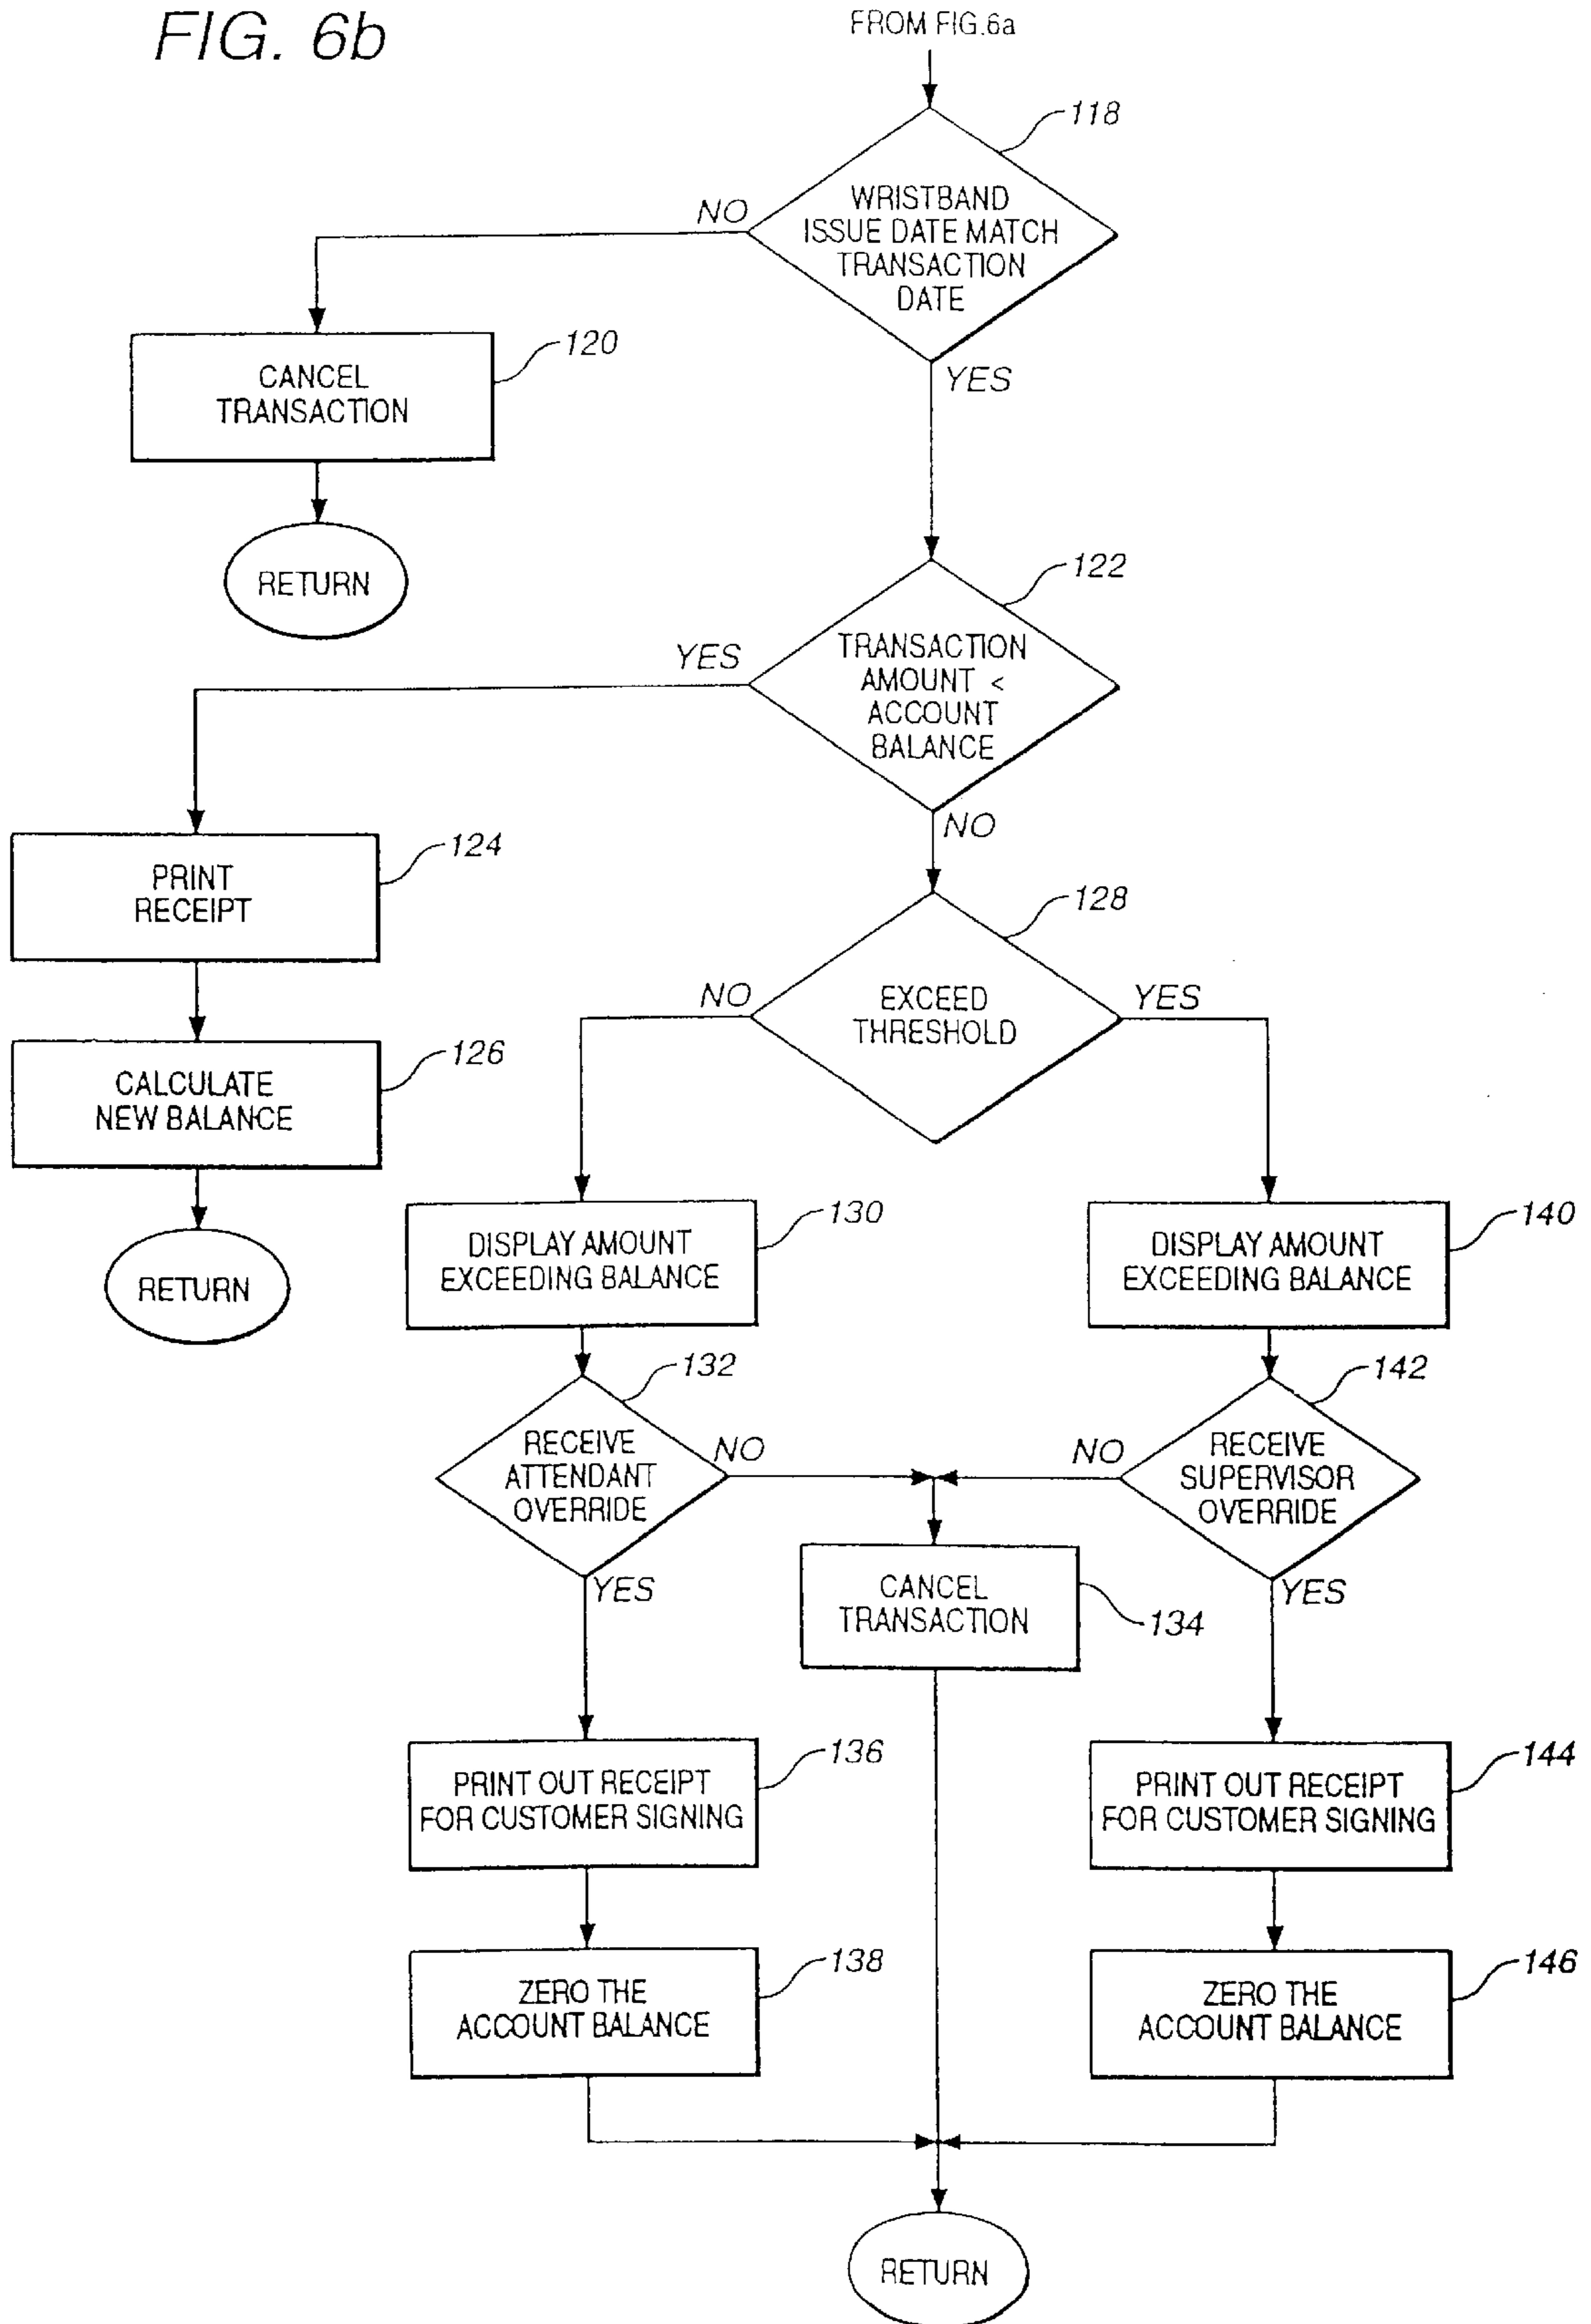 FIG. 6b
FROM FIG.6a
118
WRISTBAND
ISSUE DATE MATCH
TRANSACTION
DATE
NO
YES
120
CANCEL
TRANSACTION
RETURN
122
TRANSACTION
AMOUNT <
ACCOUNT
BALANCE
YES
NO
124
PRINT
RECEIPT
126
CALCULATE
NEW BALANCE
RETURN
128
EXCEED
THRESHOLD
NO
YES
130
DISPLAY AMOUNT
EXCEEDING BALANCE
140
DISPLAY AMOUNT
EXCEEDING BALANCE
132
RECEIVE
ATTENDANT
OVERRIDE
NO
YES
142
RECEIVE
SUPERVISOR
OVERRIDE
NO
YES
CANCEL
TRANSACTION
134
136
PRINT OUT RECEIPT
FOR CUSTOMER SIGNING
144
PRINT OUT RECEIPT
FOR CUSTOMER SIGNING
138
ZERO THE
ACCOUNT BALANCE
146
ZERO THE
ACCOUNT BALANCE
RETURN